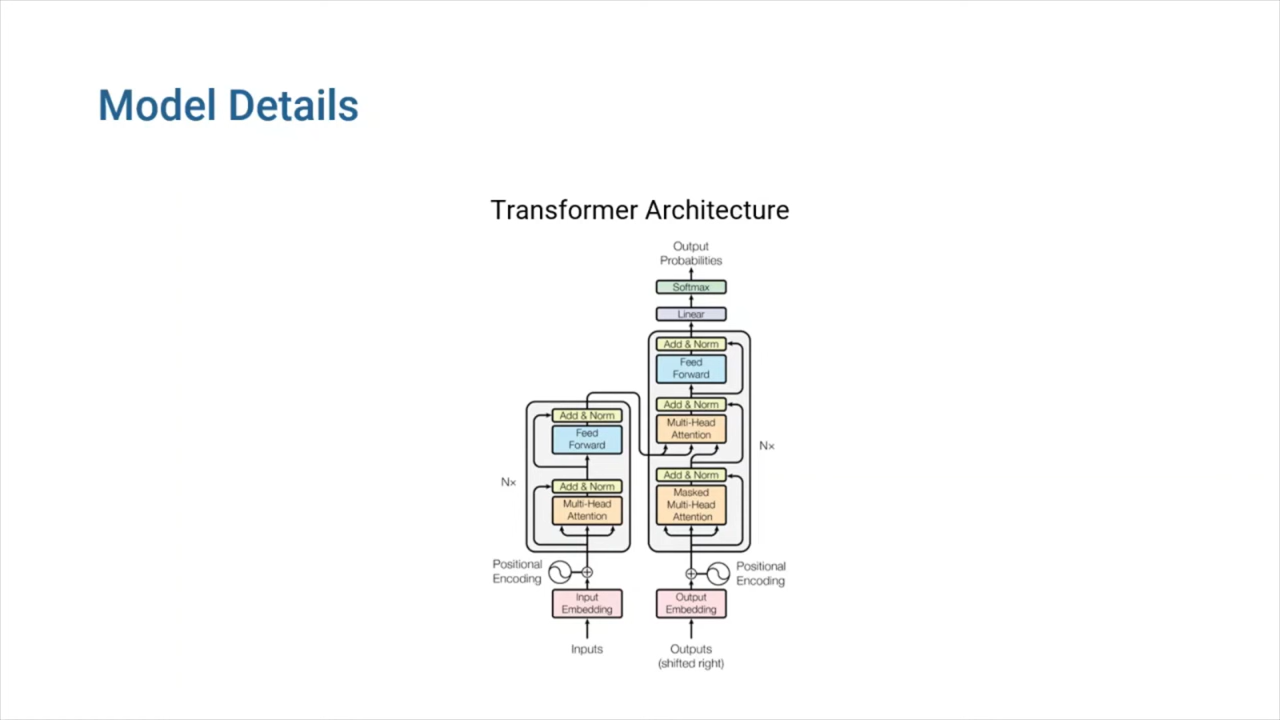 Model Details
Transformer Architecture
Output
Probabilities
Softmax
Linear
Add & Norm
Feed
Forward
Add & Norm
Multi-Head
Attention
Nx
Add & Norm
Masked
Multi-Head
Attention
Add & Norm
Feed
Forward
Nx
Add & Norm
Multi-Head
Attention
Positional
Encoding
Positional
Encoding
Input
Embedding
Output
Embedding
Inputs
Outputs
(shifted right)